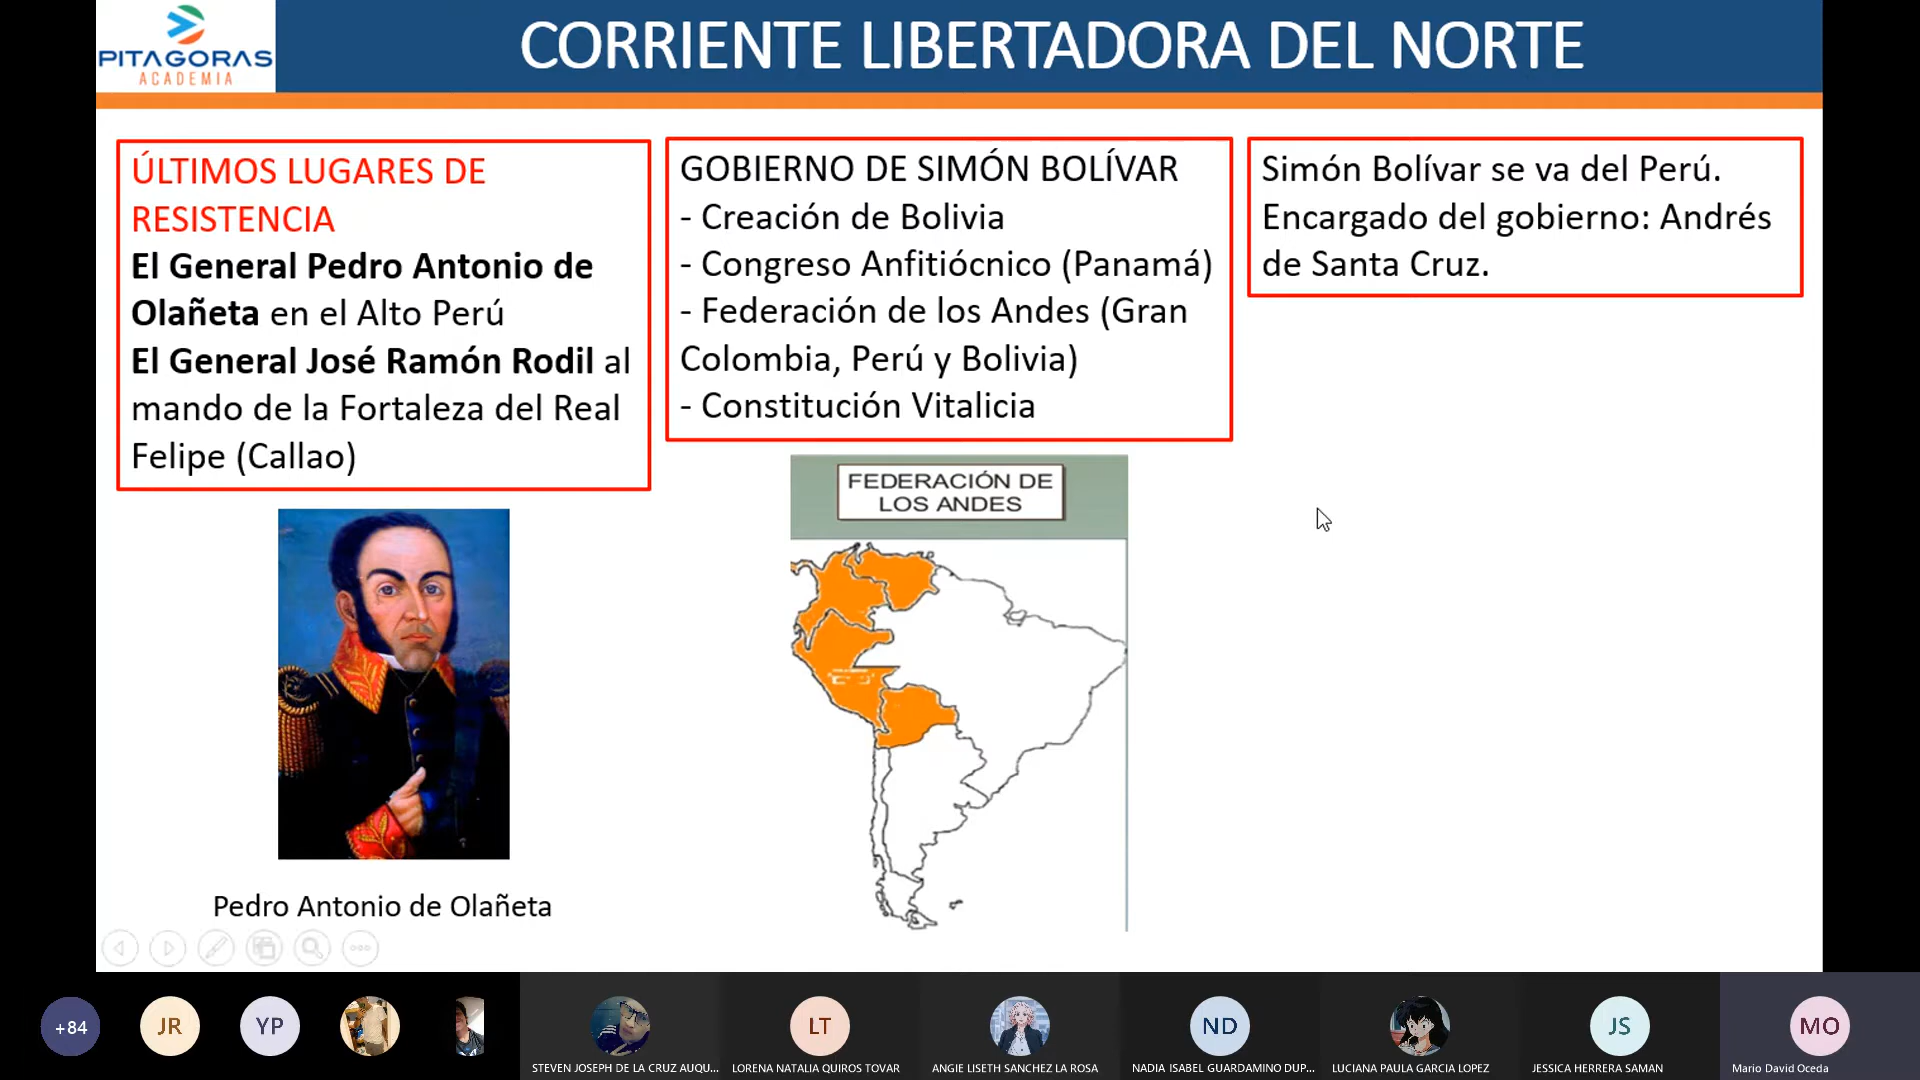 PITAGORAS
ACADEMIA
CORRIENTE LIBERTADORA DEL NORTE
ÚLTIMOS LUGARES DE
RESISTENCIA
El General Pedro Antonio de
Olañeta en el Alto Perú
El General José Ramón Rodil al
mando de la Fortaleza del Real
Felipe (Callao)
Pedro Antonio de Olañeta
GOBIERNO DE SIMÓN BOLÍVAR
- Creación de Bolivia
- Congreso Anfitiócnico (Panamá)
- Federación de los Andes (Gran
Colombia, Perú y Bolivia)
- Constitución Vitalicia
FEDERACIÓN DE
LOS ANDES
Simón Bolívar se va del Perú.
Encargado del gobierno: Andrés
de Santa Cruz.
+84
JR
YP
STEVEN JOSEPH DE LA CRUZ AUQU...
LT
LORENA NATALIA QUIROS TOVAR
ANGIE LISETH SANCHEZ LA ROSA
ND
NADIA ISABEL GUARDAMINO DUP...
LUCIANA PAULA GARCIA LOPEZ
JS
JESSICA HERRERA SAMAN
MO
Mario David Oceda